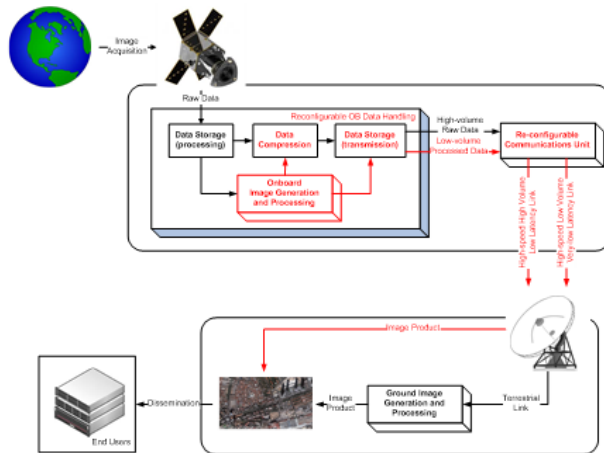 Image
Acquisition
Raw Data
Reconfigurable OB Data Handling
Data Storage
(processing)
Data
Compression
Data Storage
(transmission)
High-volume
Raw Data
Low-volume
Processed Data
Re-configurable
Communications Unit
Onboard
Image Generation
and Processing
High-speed High Volume
Low Latency Link
High-speed Low Volume
Very-low Latency Link
Image Product
Ground Image
Generation and
Processing
Image
Product
Terrestrial
Link
Dissemination
End Users